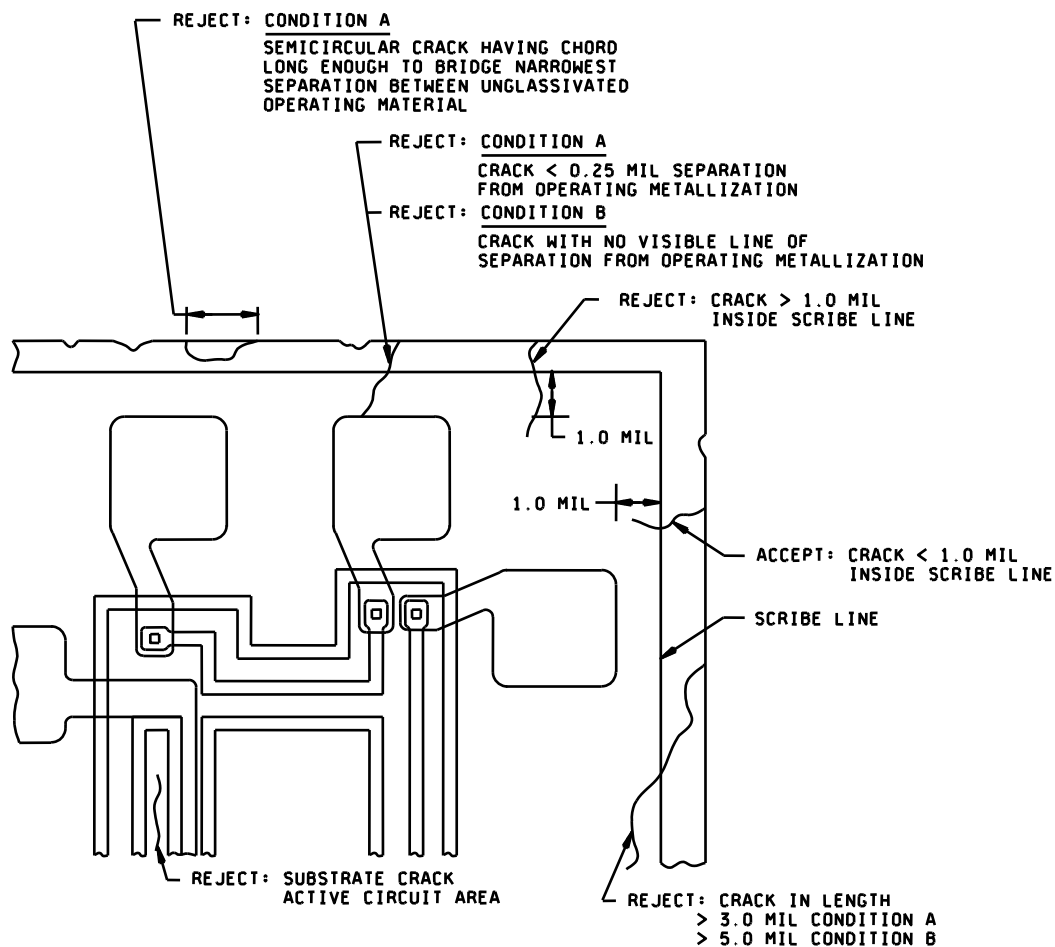 REJECT: CONDITION A
SEMICIRCULAR CRACK HAVING CHORD
LONG ENOUGH TO BRIDGE NARROWEST
SEPARATION BETWEEN UNGLASSIVATED
OPERATING MATERIAL
REJECT: CONDITION A
CRACK < 0.25 MIL SEPARATION
FROM OPERATING METALLIZATION
REJECT: CONDITION B
CRACK WITH NO VISIBLE LINE OF
SEPARATION FROM OPERATING METALLIZATION
REJECT: CRACK > 1.0 MIL
INSIDE SCRIBE LINE
1.0 MIL
1.0 MIL
ACCEPT: CRACK < 1.0 MIL
INSIDE SCRIBE LINE
SCRIBE LINE
REJECT: SUBSTRATE CRACK
ACTIVE CIRCUIT AREA
REJECT: CRACK IN LENGTH
> 3.0 MIL CONDITION A
> 5.0 MIL CONDITION B